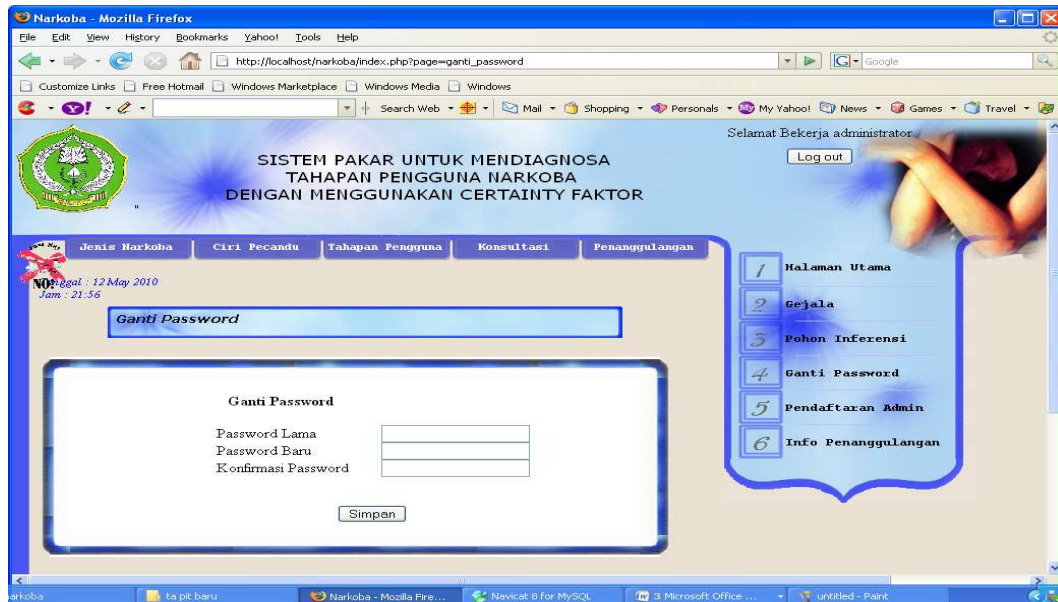 Narkoba - Mozilla Firefox
File Edit View History Bookmarks Yahoo! Tools Help
http://localhost/narkoba/index.php?page=ganti_password
G Google
Customize Links Free Hotmail Windows Marketplace Windows Media Windows
Y! Search Web Mail Shopping Personals My Yahoo! News Games Travel
Selamat Bekerja administrator
Log out
SISTEM PAKAR UNTUK MENDIAGNOSA
TAHAPAN PENGGUNA NARKOBA
DENGAN MENGGUNAKAN CERTAINTY FAKTOR
"
Jenis Narkoba Ciri Pecandu Tahapan Pengguna Konsultasi Penanggulangan
NO!
: 12 May 2010
Jam : 21:56
Ganti Password
Ganti Password
Password Lama
Password Baru
Konfirmasi Password
Simpan
1 Halaman Utama
2 Gejala
3 Pohon Inferensi
4 Ganti Password
5 Pendaftaran Admin
6 Info Penanggulangan
arkoba ta pit baru Narkoba - Mozilla Fire... Navicat 8 for MySQL 3 Microsoft Office ... untitled - Paint